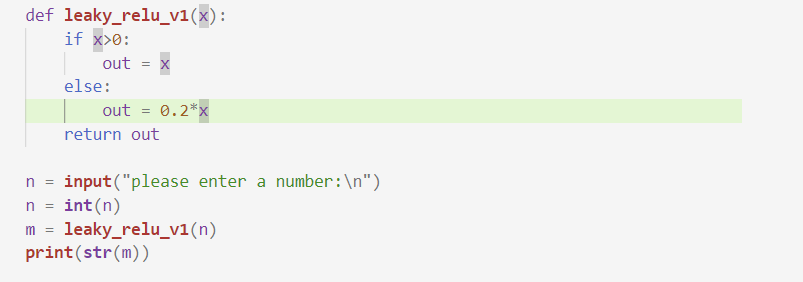 def leaky_relu_v1(x):
    if x>0:
        out = x
    else:
        out = 0.2*x
    return out

n = input("please enter a number:\n")
n = int(n)
m = leaky_relu_v1(n)
print(str(m))